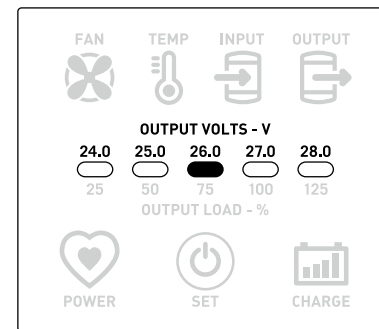 FAN TEMP INPUT OUTPUT
OUTPUT VOLTS - V
24.0 25.0 26.0 27.0 28.0
25 50 75 100 125
OUTPUT LOAD - %
POWER SET CHARGE